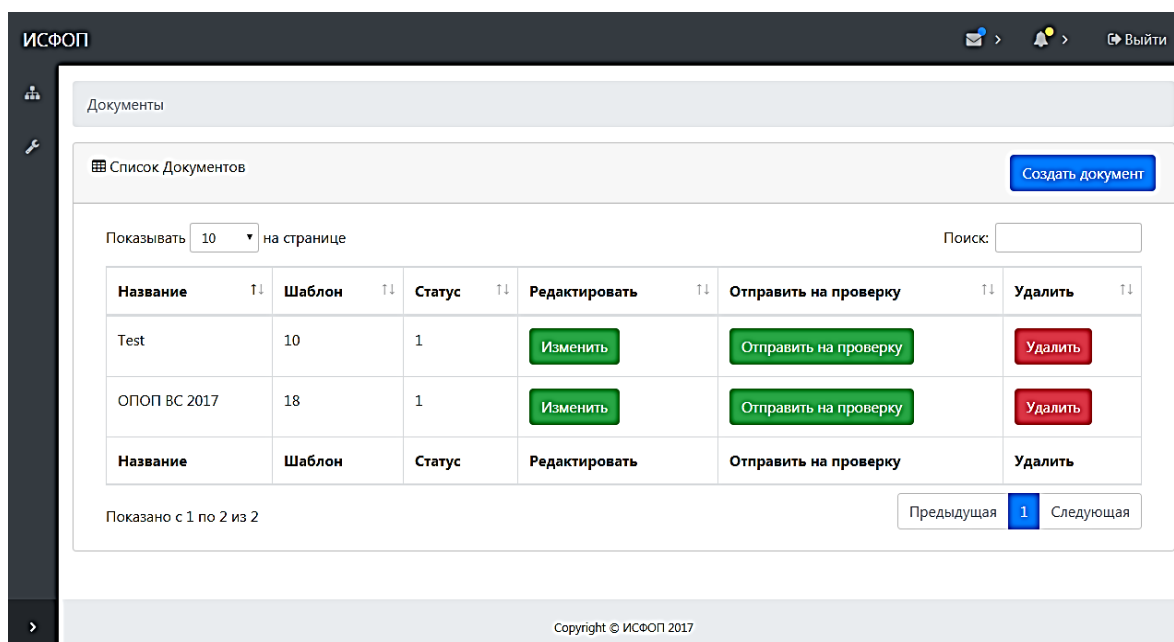 ИСФОП Выйти
Документы
Список Документов Создать документ
Показывать 10 на странице Поиск:
Название Шаблон Статус Редактировать Отправить на проверку Удалить
Test 10 1 Изменить Отправить на проверку Удалить
ОПОП ВС 2017 18 1 Изменить Отправить на проверку Удалить
Название Шаблон Статус Редактировать Отправить на проверку Удалить
Показано с 1 по 2 из 2 Предыдущая 1 Следующая
Copyright © ИСФОП 2017